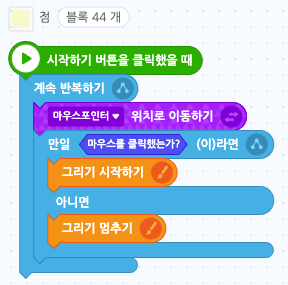 점 블록 44 개
시작하기 버튼을 클릭했을 때
계속 반복하기
마우스포인터 ▼ 위치로 이동하기
만일 마우스를 클릭했는가? (이)라면
그리기 시작하기
아니면
그리기 멈추기